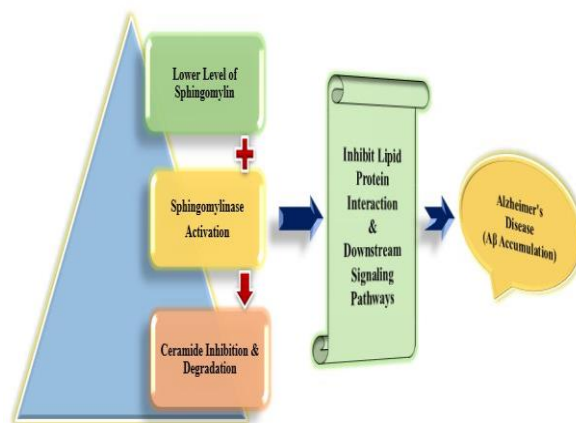 Lower Level of
Sphingomylin
Sphingomylinase
Activation
Ceramide Inhibition &
Degradation
Inhibit Lipid
Protein
Interaction
&
Downstream
Signaling
Pathways
Alzheimer's
Disease
(Aβ Accumulation)